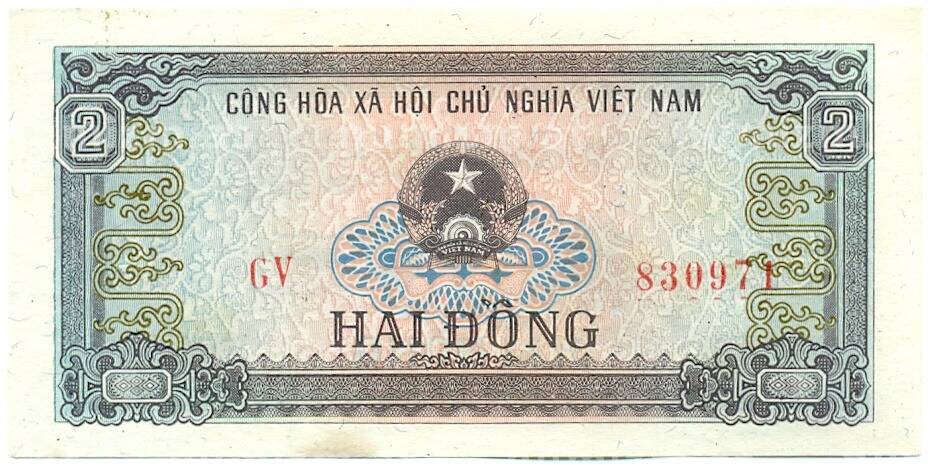 CỘNG HÒA XÃ HỘI CHỦ NGHĨA VIỆT NAM
2 2
VIỆT NAM
GV 830971
HAI ĐỒNG